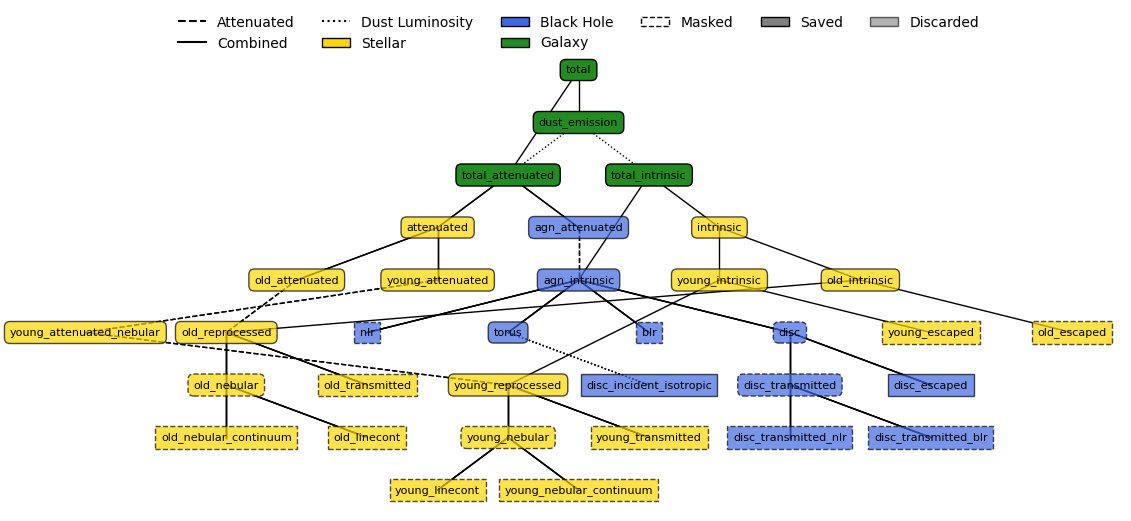 Attenuated Dust Luminosity Black Hole Masked Saved Discarded
Combined Stellar Galaxy
total
dust_emission
total_attenuated total_intrinsic
attenuated agn_attenuated intrinsic
old_attenuated young_attenuated agn_intrinsic young_intrinsic old_intrinsic
young_attenuated_nebular old_reprocessed nlr torus blr disc young_escaped old_escaped
old_nebular old_transmitted young_reprocessed disc_incident_isotropic disc_transmitted disc_escaped
old_nebular_continuum old_linecont young_nebular young_transmitted disc_transmitted_nlr disc_transmitted_blr
young_linecont young_nebular_continuum